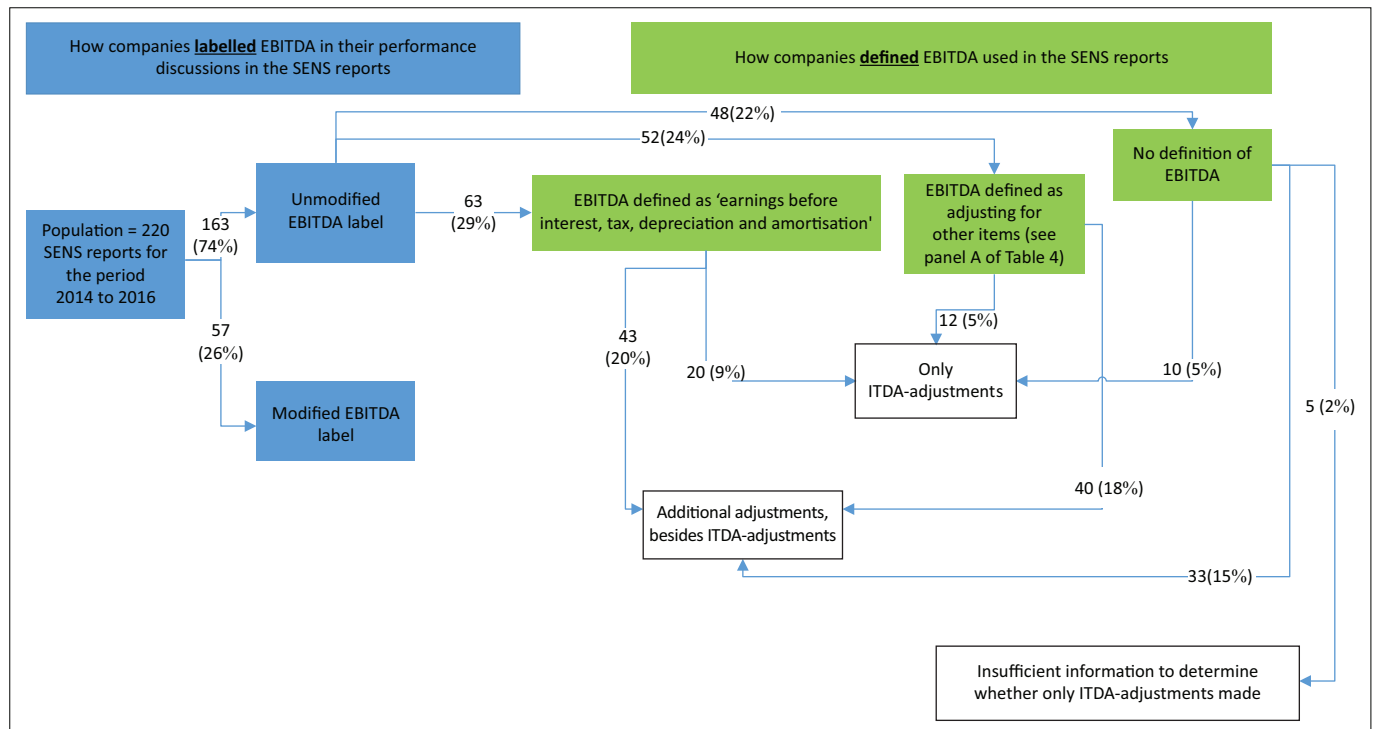 How companies labelled EBITDA in their performance
discussions in the SENS reports
How companies defined EBITDA used in the SENS reports
48(22%)
52(24%)
No definition of
EBITDA
Unmodified
EBITDA label
63
(29%)
EBITDA defined as ‘earnings before
interest, tax, depreciation and amortisation'
EBITDA defined as
adjusting for
other items (see
panel A of Table 4)
163
(74%)
Population = 220
SENS reports for
the period
2014 to 2016
57
(26%)
43
(20%)
20 (9%)
12 (5%)
Only
ITDA-adjustments
10 (5%)
5 (2%)
Modified EBITDA
label
40 (18%)
Additional adjustments,
besides ITDA-adjustments
33(15%)
Insufficient information to determine
whether only ITDA-adjustments made